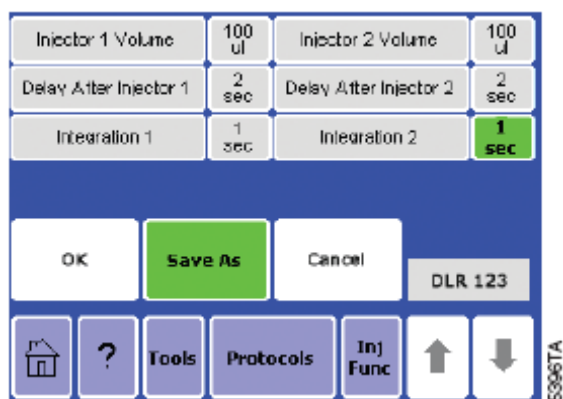 Injector 1 Volume 100 ul Injector 2 Volume 100 ul
Delay After Injector 1 2 sec Delay After Injector 2 2 sec
Integration 1 1 sec Integration 2 1 sec
OK Save As Cancel
DLR 123
? Tools Protocols Inj Func
5396TA